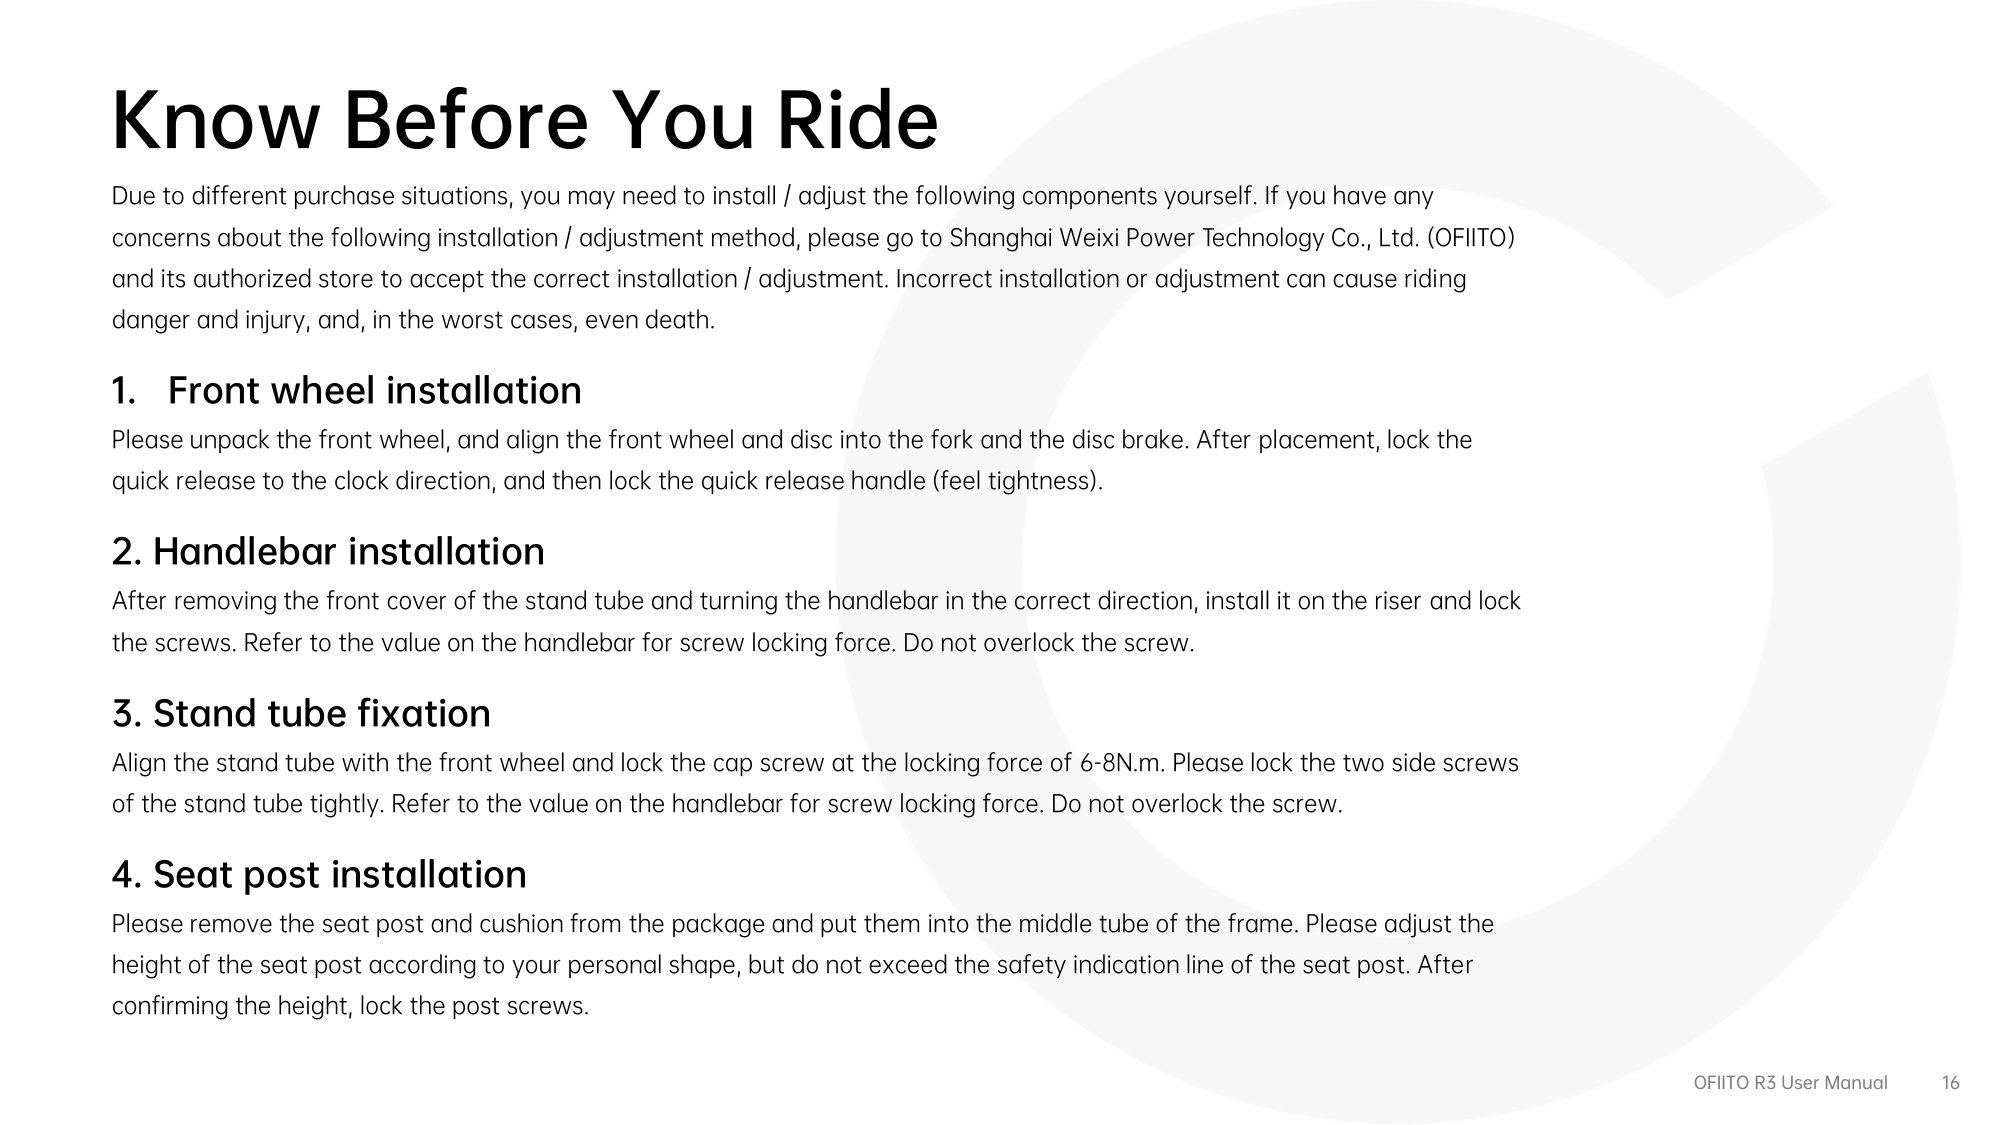 Know Before You Ride
Due to different purchase situations, you may need to install / adjust the following components yourself. If you have any
concerns about the following installation / adjustment method, please go to Shanghai Weixi Power Technology Co., Ltd. (OFIITO)
and its authorized store to accept the correct installation / adjustment. Incorrect installation or adjustment can cause riding
danger and injury, and, in the worst cases, even death.
1. Front wheel installation
Please unpack the front wheel, and align the front wheel and disc into the fork and the disc brake. After placement, lock the
quick release to the clock direction, and then lock the quick release handle (feel tightness).
2. Handlebar installation
After removing the front cover of the stand tube and turning the handlebar in the correct direction, install it on the riser and lock
the screws. Refer to the value on the handlebar for screw locking force. Do not overlock the screw.
3. Stand tube fixation
Align the stand tube with the front wheel and lock the cap screw at the locking force of 6-8N.m. Please lock the two side screws
of the stand tube tightly. Refer to the value on the handlebar for screw locking force. Do not overlock the screw.
4. Seat post installation
Please remove the seat post and cushion from the package and put them into the middle tube of the frame. Please adjust the
height of the seat post according to your personal shape, but do not exceed the safety indication line of the seat post. After
confirming the height, lock the post screws.
OFIITO R3 User Manual 16